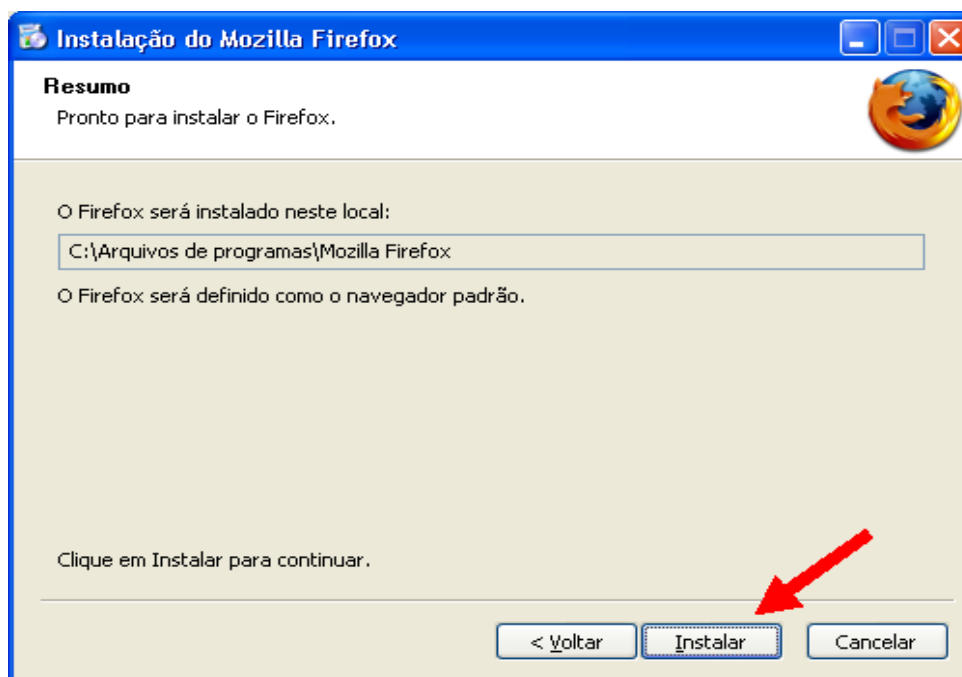 Instalação do Mozilla Firefox
Resumo
Pronto para instalar o Firefox.
O Firefox será instalado neste local:
C:\Arquivos de programas\Mozilla Firefox
O Firefox será definido como o navegador padrão.
Clique em Instalar para continuar.
< Voltar Instalar Cancelar